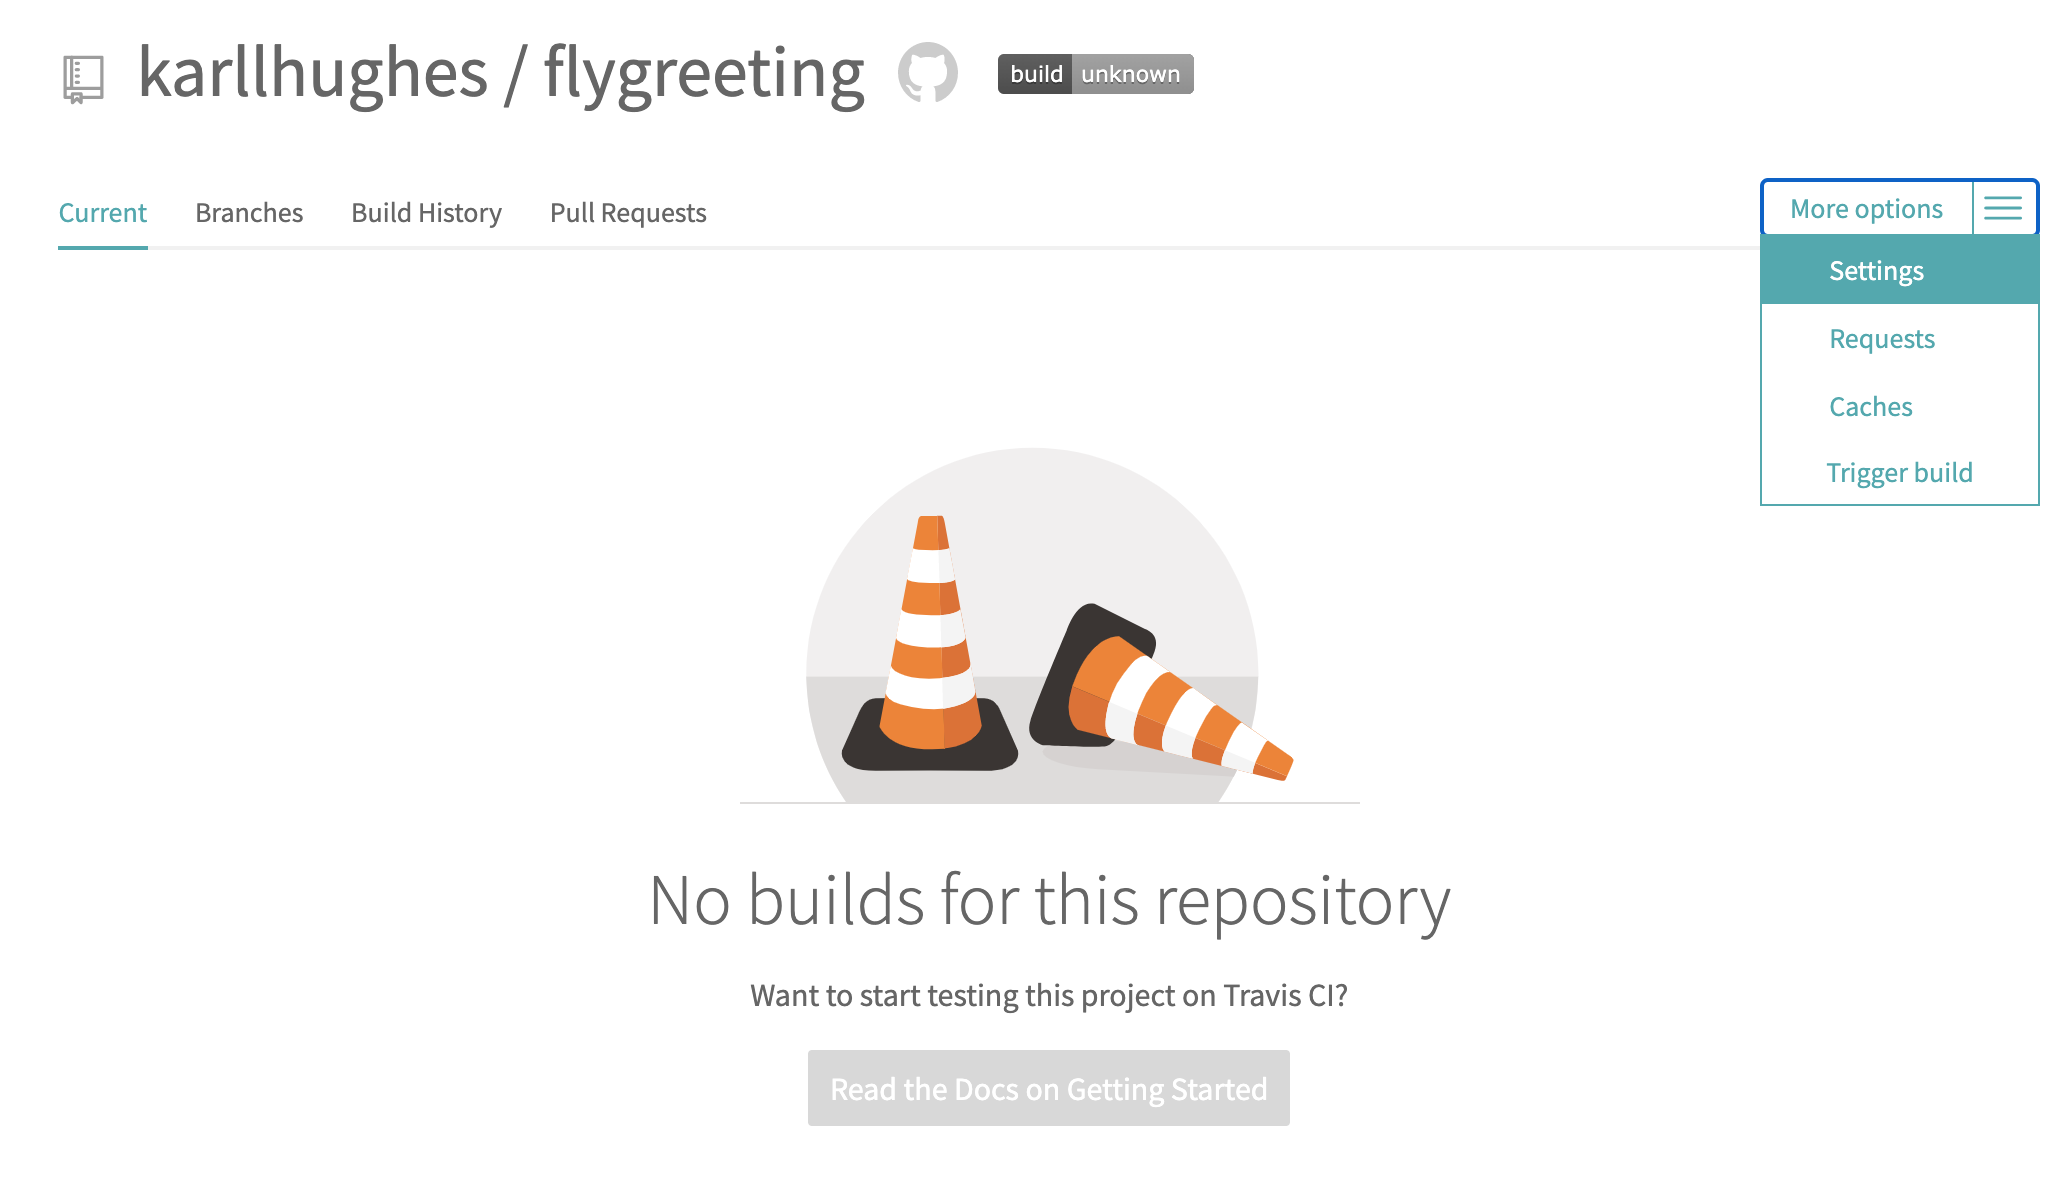 karllhughes / flygreeting
build unknown
Current Branches Build History Pull Requests
More options
Settings
Requests
Caches
Trigger build
No builds for this repository
Want to start testing this project on Travis CI?
Read the Docs on Getting Started